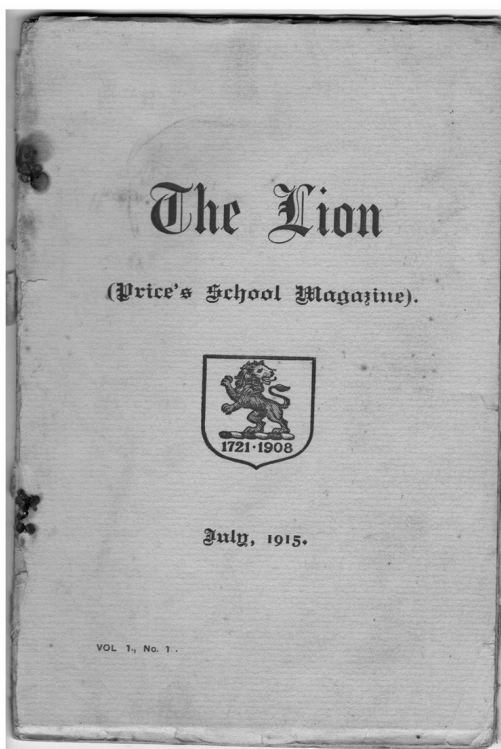 The Lion
(Price's School Magazine).
1721·1908
July, 1915.
VOL 1., No. 1.